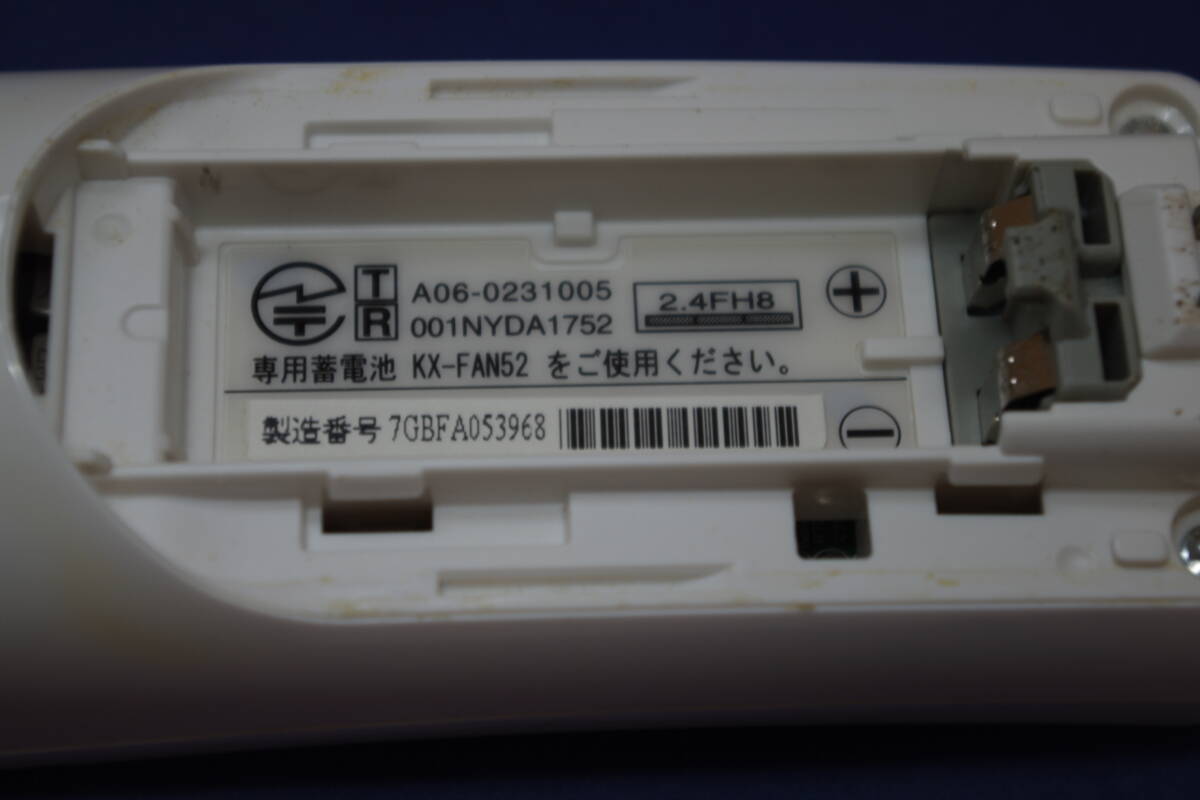 T A06-0231005
R 001NYDA1752
2.4FH8
専用蓄電池 KX-FAN52 をご使用ください。
製造番号 7GBFA053968